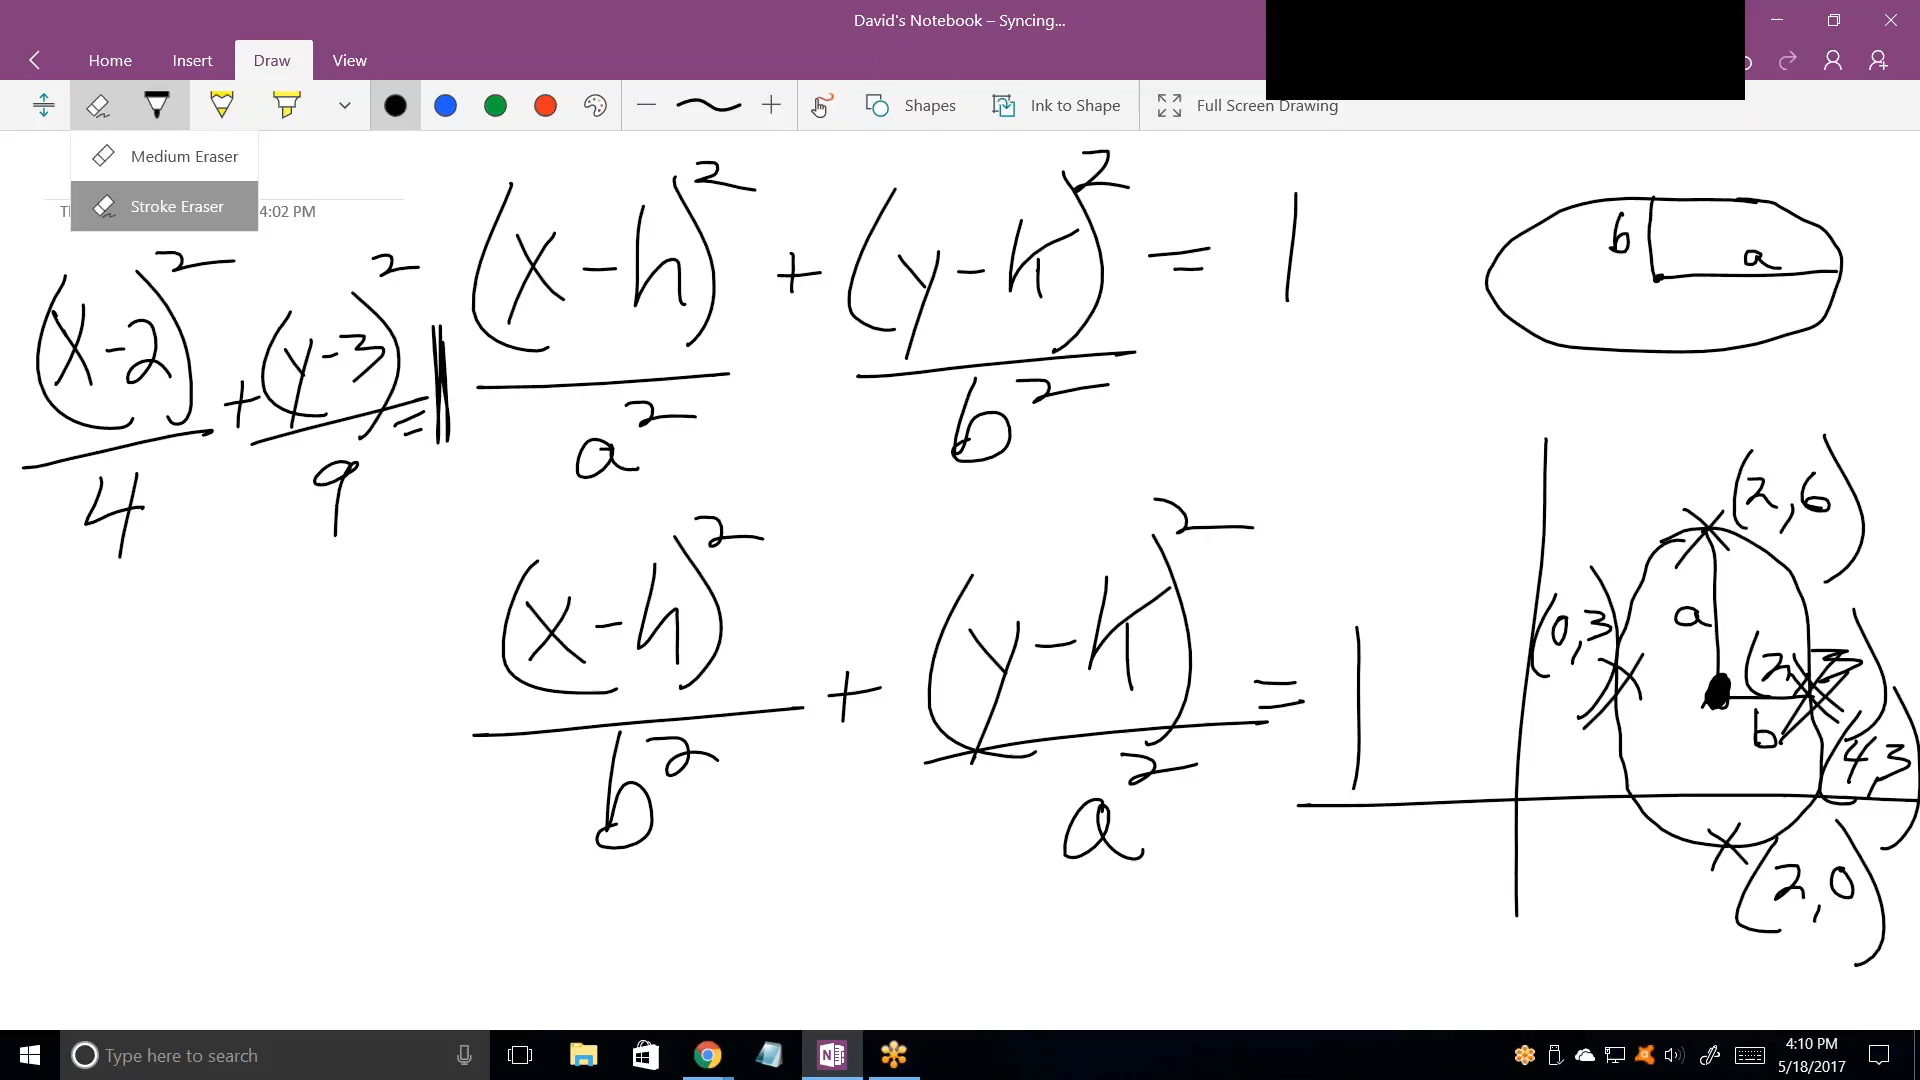 David's Notebook – Syncing...
Home Insert Draw View
Shapes Ink to Shape Full Screen Drawing
Medium Eraser
Stroke Eraser
4:02 PM
(x-2)²/4 + (y-3)²/9 = 1
(x-h)²/a² + (y-k)²/b² = 1
b a
(x-h)²/b² + (y-k)²/a² = 1
(2,6)
(0,3) a (2,3)
b (4,3)
(2,0)
Type here to search
4:10 PM
5/18/2017